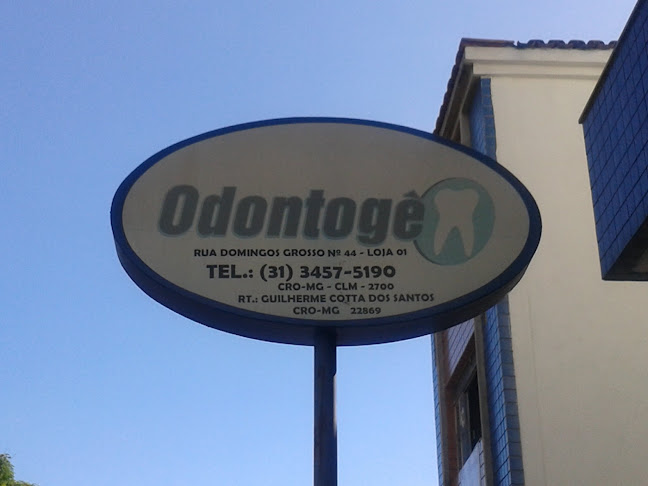 Odontogê
RUA DOMINGOS GROSSO Nº 44 - LOJA 01
TEL.: (31) 3457-5190
CRO-MG - CLM - 2700
RT.: GUILHERME COTTA DOS SANTOS
CRO-MG 22869